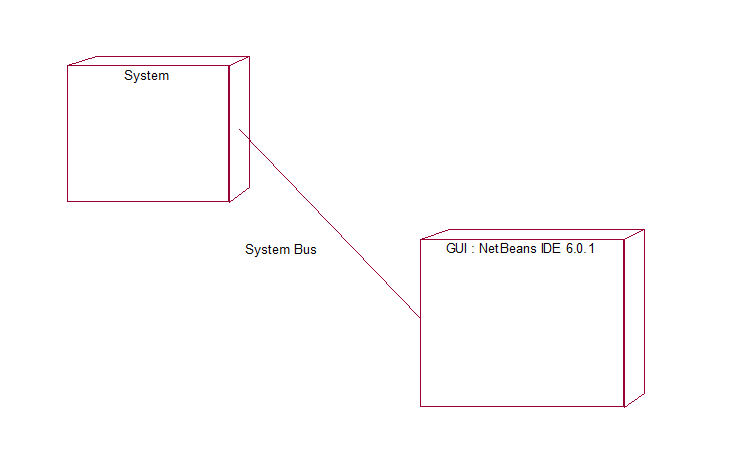 System
System Bus
GUI : NetBeans IDE 6.0.1